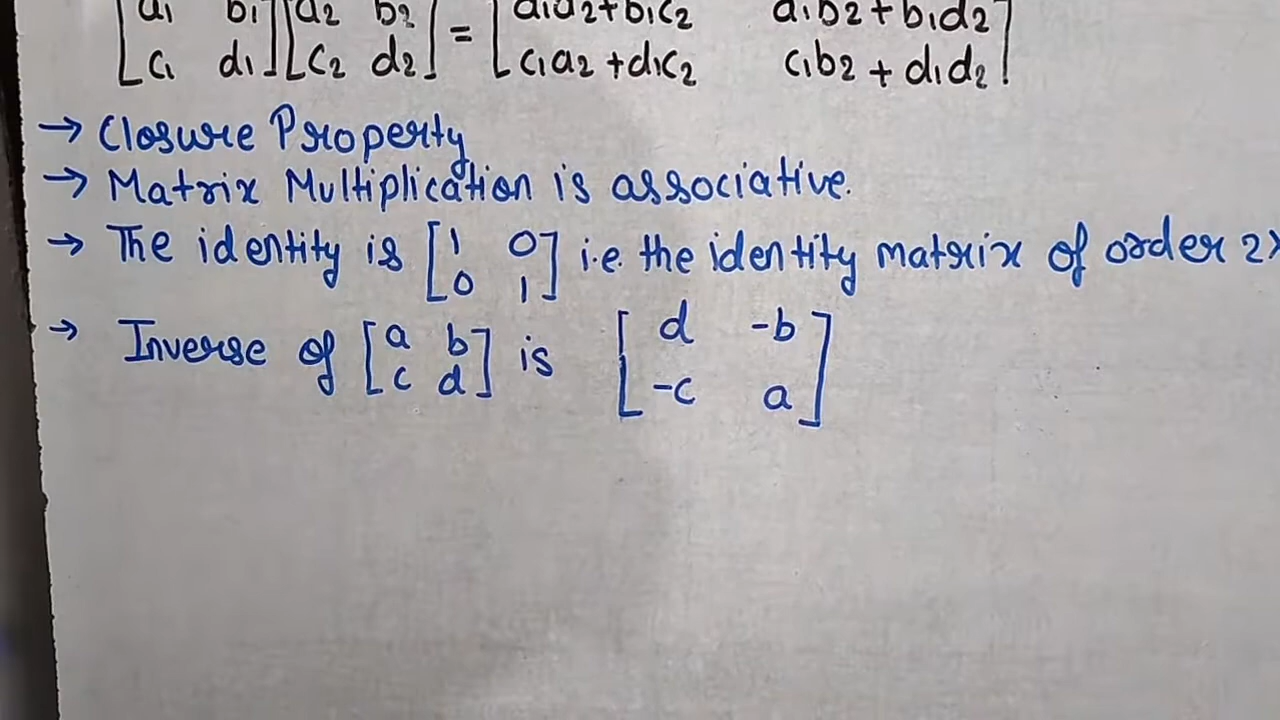 [a₁ b₁] [a₂ b₂] = [a₁a₂+b₁c₂ a₁b₂+b₁d₂]
[c₁ d₁] [c₂ d₂] [c₁a₂+d₁c₂ c₁b₂+d₁d₂]
→ Closure Property
→ Matrix Multiplication is associative.
→ The identity is [1 0; 0 1] i.e. the identity matrix of order 2x
→ Inverse of [a b; c d] is [d -b; -c a]